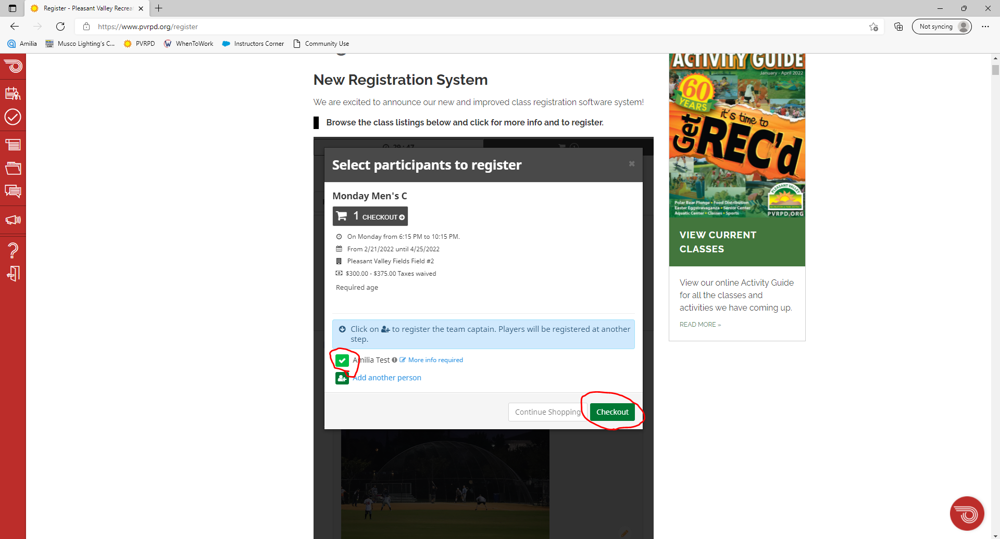 Register - Pleasant Valley Recrea
https://www.pvrpd.org/register
Not syncing
Amilia
Musco Lighting's C...
PVRPD
WhenToWork
Instructors Corner
Community Use
New Registration System
We are excited to announce our new and improved class registration software system!
Browse the class listings below and click for more info and to register.
29 : 47
1
Select participants to register
Monday Men's C
1 CHECKOUT
On Monday from 6:15 PM to 10:15 PM.
From 2/21/2022 until 4/25/2022
Pleasant Valley Fields Field #2
$300.00 - $375.00 Taxes waived
Required age
Click on to register the team captain. Players will be registered at another
step.
Amilia Test More info required
Add another person
Continue Shopping
Checkout
ACTIVITY GUIDE
January - April 2022
60
YEARS
it's time to
Get
REC'd
PLEASANT VALLEY
RECREATION & PARK DISTRICT
Polar Bear Plunge • Food Distribution
Easter Eggstravaganza • Senior Center
Aquatic Center • Classes • Sports
PVRPD.ORG
VIEW CURRENT
CLASSES
View our online Activity Guide
for all the classes and
activities we have coming up.
READ MORE »